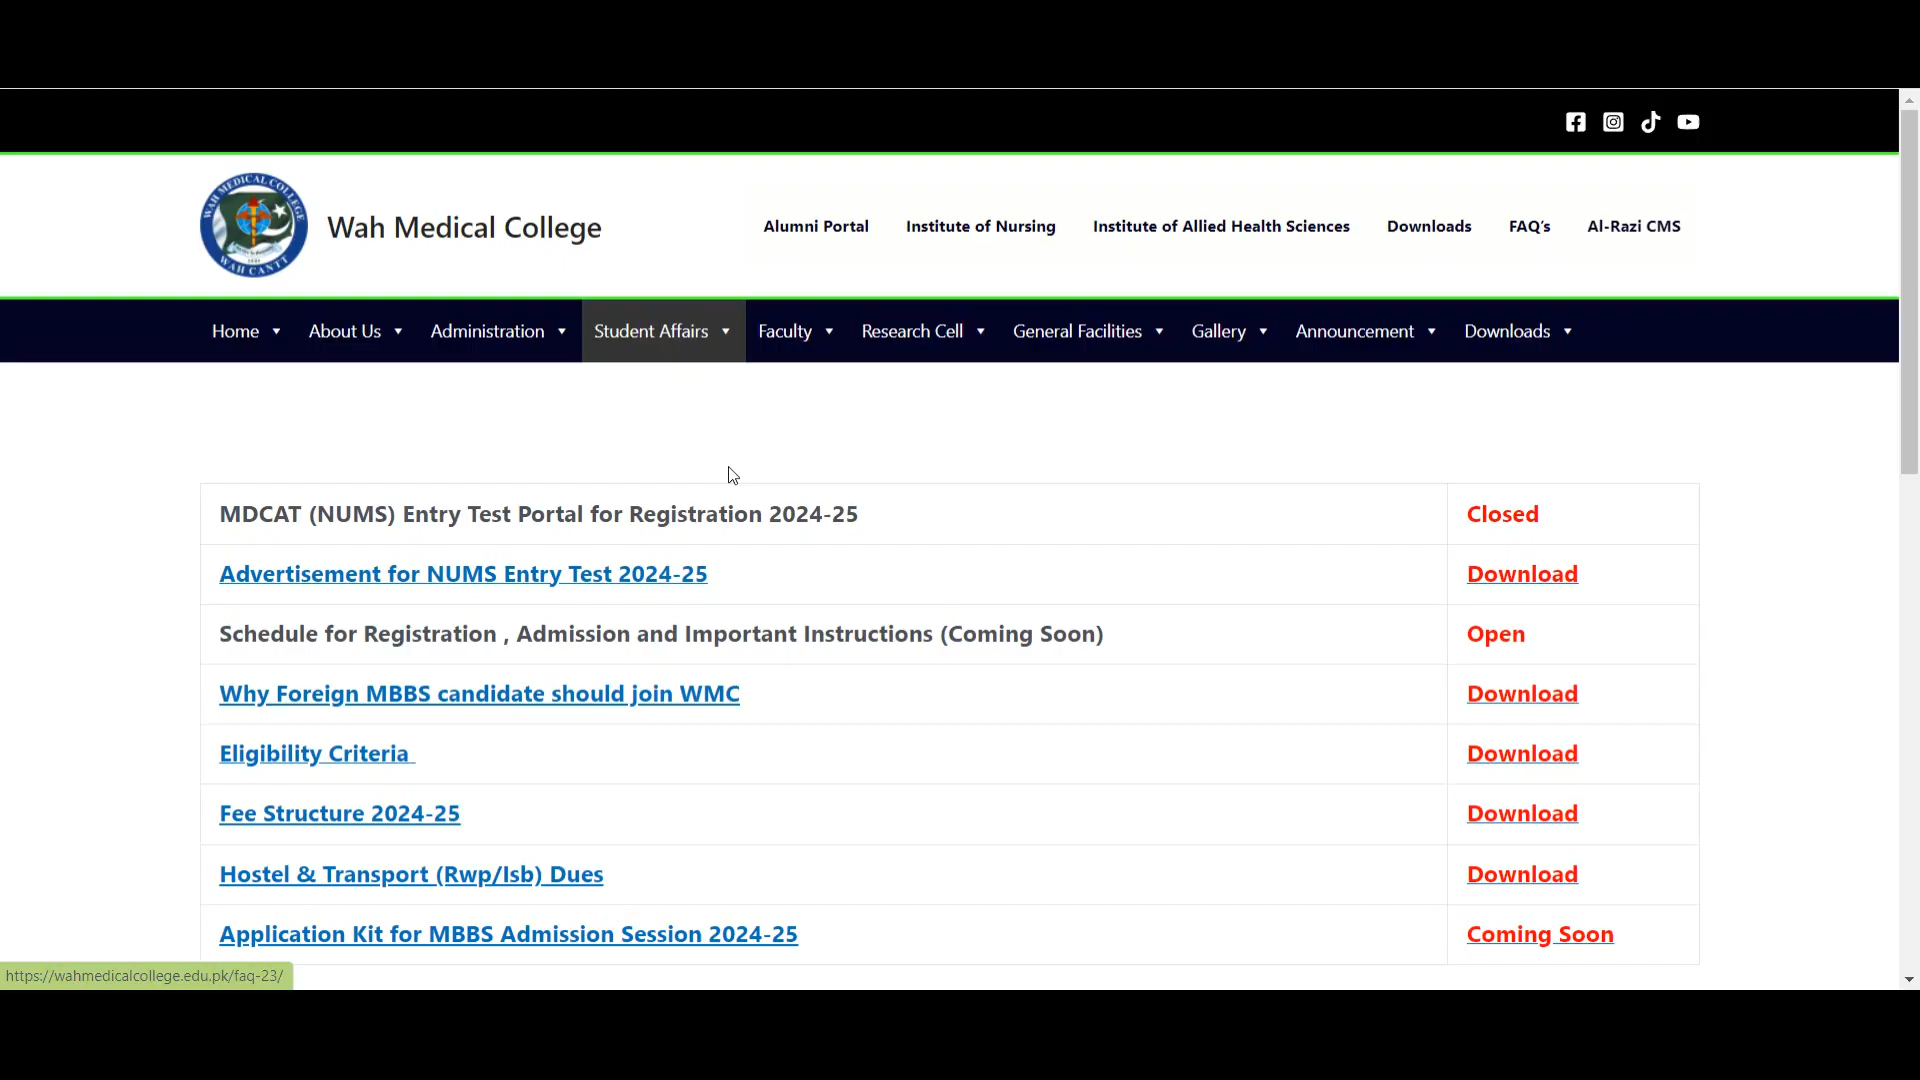 WAH MEDICAL COLLEGE
WAH CANTT
Wah Medical College
Alumni Portal Institute of Nursing Institute of Allied Health Sciences Downloads FAQ’s Al-Razi CMS
Home About Us Administration Student Affairs Faculty Research Cell General Facilities Gallery Announcement Downloads
MDCAT (NUMS) Entry Test Portal for Registration 2024-25 Closed
Advertisement for NUMS Entry Test 2024-25 Download
Schedule for Registration , Admission and Important Instructions (Coming Soon) Open
Why Foreign MBBS candidate should join WMC Download
Eligibility Criteria Download
Fee Structure 2024-25 Download
Hostel & Transport (Rwp/Isb) Dues Download
Application Kit for MBBS Admission Session 2024-25 Coming Soon
https://wahmedicalcollege.edu.pk/faq-23/